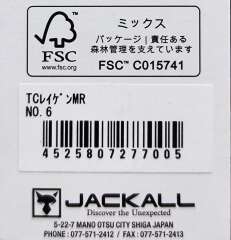 FSC
www.fsc.org
ミックス
パッケージ | 責任ある
森林管理を支えています
FSC™ C015741
TCレイゲンMR
NO.6
4525807277005
JACKALL
Discover the Unexpected
5-22-7 MANO OTSU CITY SHIGA JAPAN
PHONE : 077-571-2412 / FAX : 077-571-2413